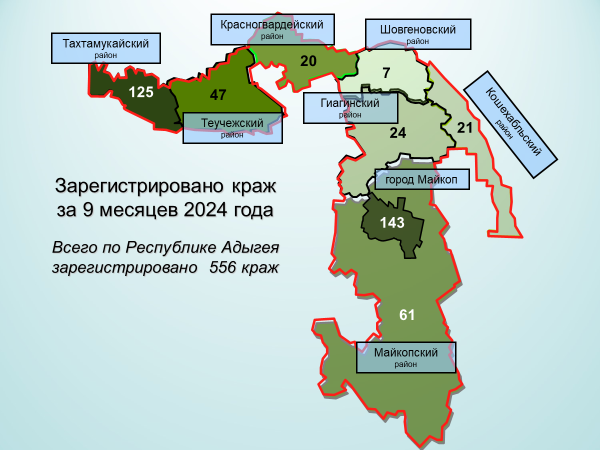 Красногвардейский
район
Шовгеновский
район
Тахтамукайский
район
20
7
125
47
Гиагинский
район
Кошехабльский
район
Теучежский
район
24
21
Зарегистрировано краж
за 9 месяцев 2024 года
город Майкоп
143
Всего по Республике Адыгея
зарегистрировано 556 краж
61
Майкопский
район